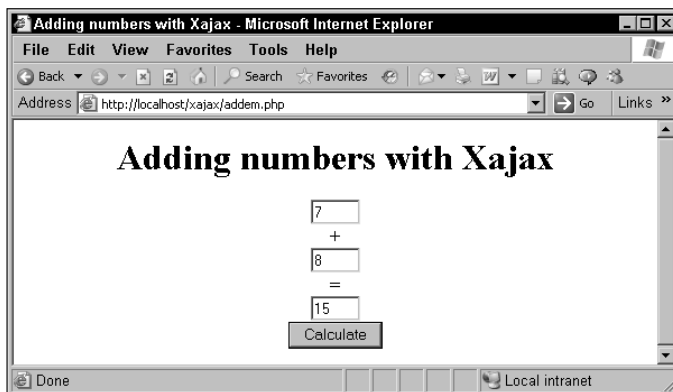 Adding numbers with Xajax - Microsoft Internet Explorer
File Edit View Favorites Tools Help
Back Search Favorites W
Address http://localhost/xajax/addem.php Go Links »
Adding numbers with Xajax
7
+
8
=
15
Calculate
Done Local intranet